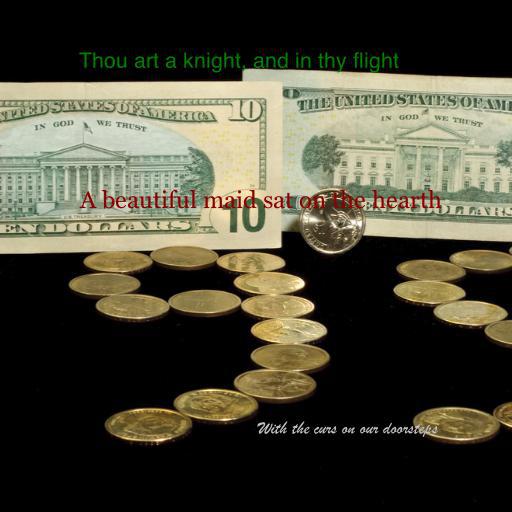 Thou art a knight, and in thy flight
THE UNITED STATES OF AM
UNITED STATES OF AMERICA 10
IN GOD WE TRUST
IN GOD WE TRUST
A beautiful maid sat on the hearth
U.S. TREASURY
10
TEN DOLLARS
DOLLARS
With the curs on our doorsteps